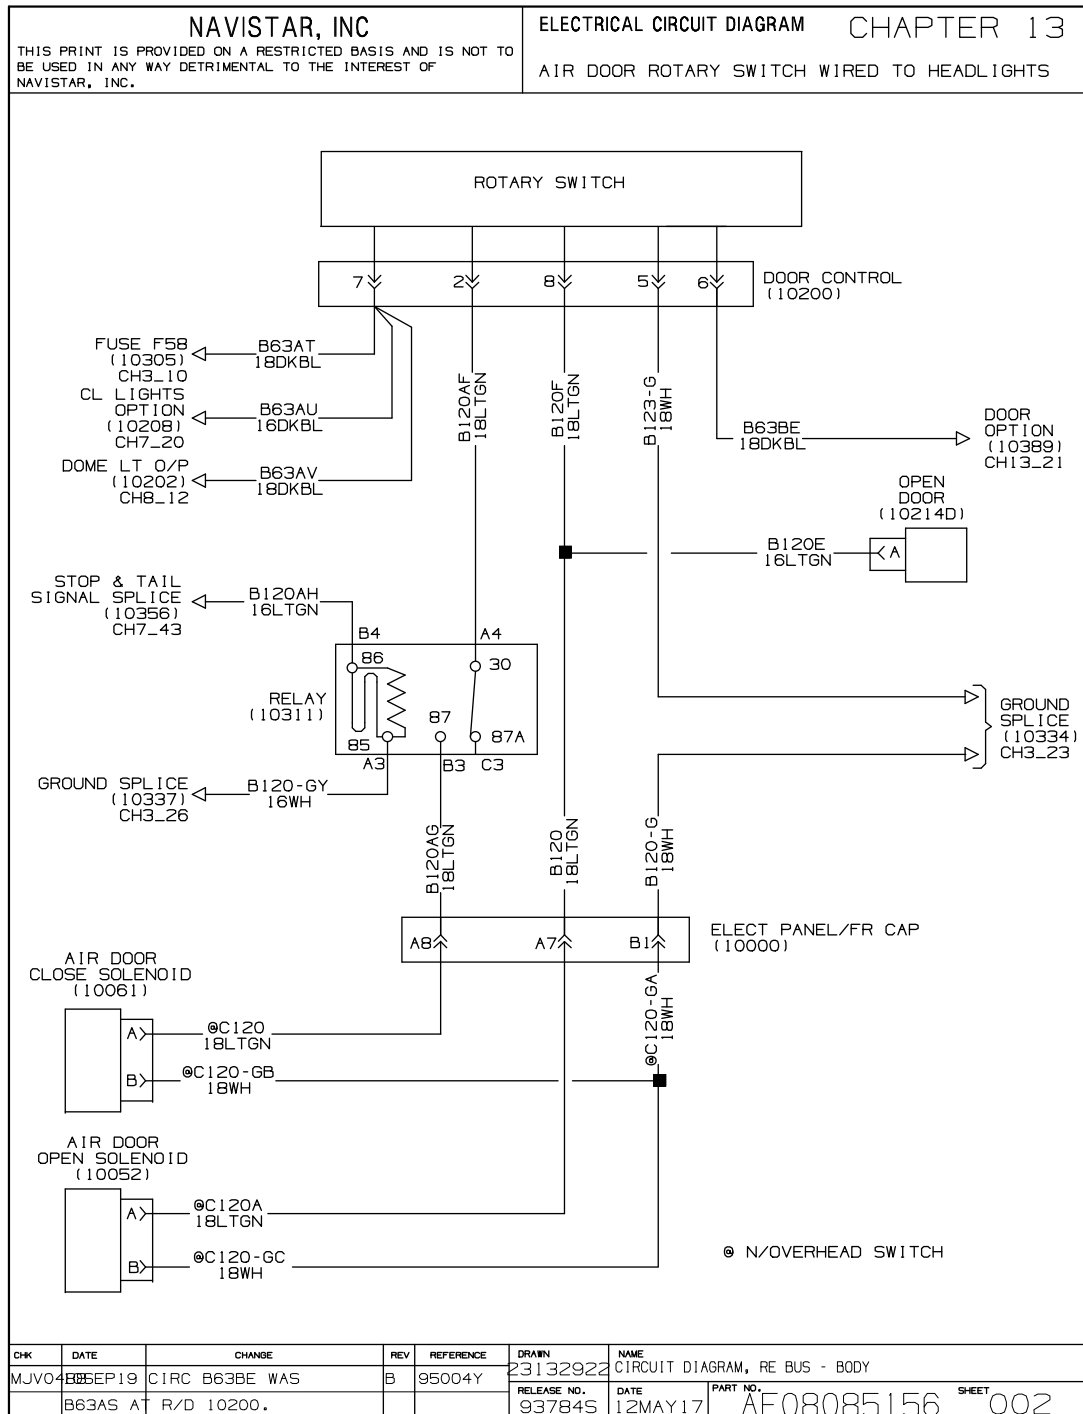 NAVISTAR, INC
THIS PRINT IS PROVIDED ON A RESTRICTED BASIS AND IS NOT TO
BE USED IN ANY WAY DETRIMENTAL TO THE INTEREST OF
NAVISTAR, INC.
ELECTRICAL CIRCUIT DIAGRAM CHAPTER 13
AIR DOOR ROTARY SWITCH WIRED TO HEADLIGHTS
ROTARY SWITCH
7 2 8 5 6
DOOR CONTROL
(10200)
FUSE F58
(10305)
CH3_10
B63AT
18DKBL
CL LIGHTS
OPTION
(10208)
CH7_20
B63AU
16DKBL
DOME LT O/P
(10202)
CH8_12
B63AV
18DKBL
B120AF
18LTGN
B120F
18LTGN
B123-G
18WH
B63BE
18DKBL
DOOR
OPTION
(10389)
CH13_21
OPEN
DOOR
(10214D)
B120E
16LTGN
A
STOP & TAIL
SIGNAL SPLICE
(10356)
CH7_43
B120AH
16LTGN
B4 A4
86 30
RELAY
(10311)
87
85 87A
A3 B3 C3
GROUND
SPLICE
(10334)
CH3_23
GROUND SPLICE
(10337)
CH3_26
B120-GY
16WH
B120AG
18LTGN
B120
18LTGN
B120-G
18WH
A8 A7 B1
ELECT PANEL/FR CAP
(10000)
AIR DOOR
CLOSE SOLENOID
(10061)
A
@C120
18LTGN
B
@C120-GB
18WH
@C120-GA
18WH
AIR DOOR
OPEN SOLENOID
(10052)
A
@C120A
18LTGN
B
@C120-GC
18WH
@ N/OVERHEAD SWITCH
CHK DATE CHANGE REV REFERENCE DRAWN NAME
05SEP19 CIRC B63BE WAS B 95004Y 23132922 CIRCUIT DIAGRAM, RE BUS - BODY
B63AS AT R/D 10200.
RELEASE NO. DATE PART NO. SHEET
93784S 12MAY17 AF08085156 002